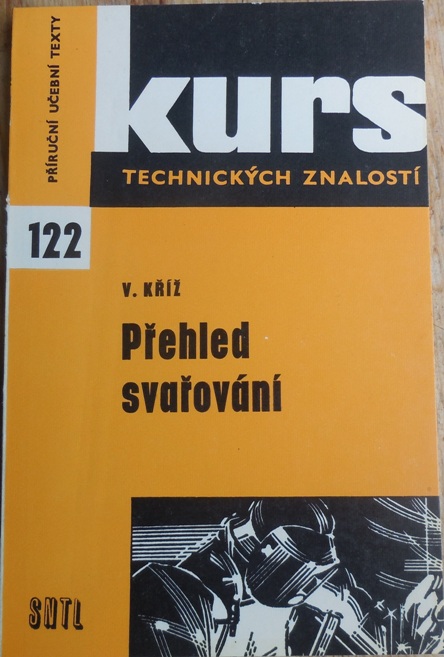 PŘÍRUČNÍ UČEBNÍ TEXTY
kurs
TECHNICKÝCH ZNALOSTÍ
122
V. KŘÍŽ
Přehled
svařování
SNTL